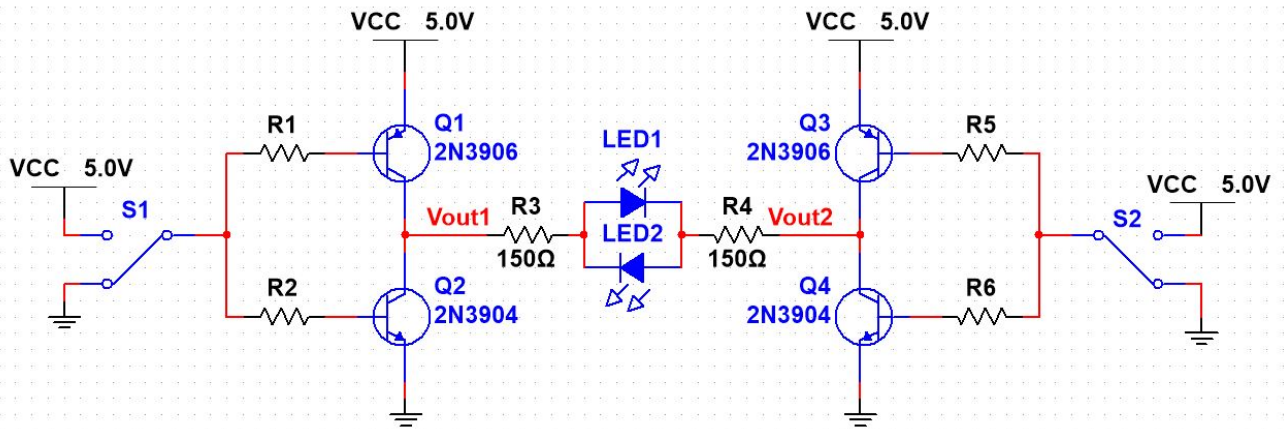 VCC 5.0V
VCC 5.0V
Q1
2N3906
Q3
2N3906
R1
R5
LED1
VCC 5.0V
VCC 5.0V
S1
S2
Vout1
R3
150Ω
LED2
R4
150Ω
Vout2
R2
Q2
2N3904
Q4
2N3904
R6